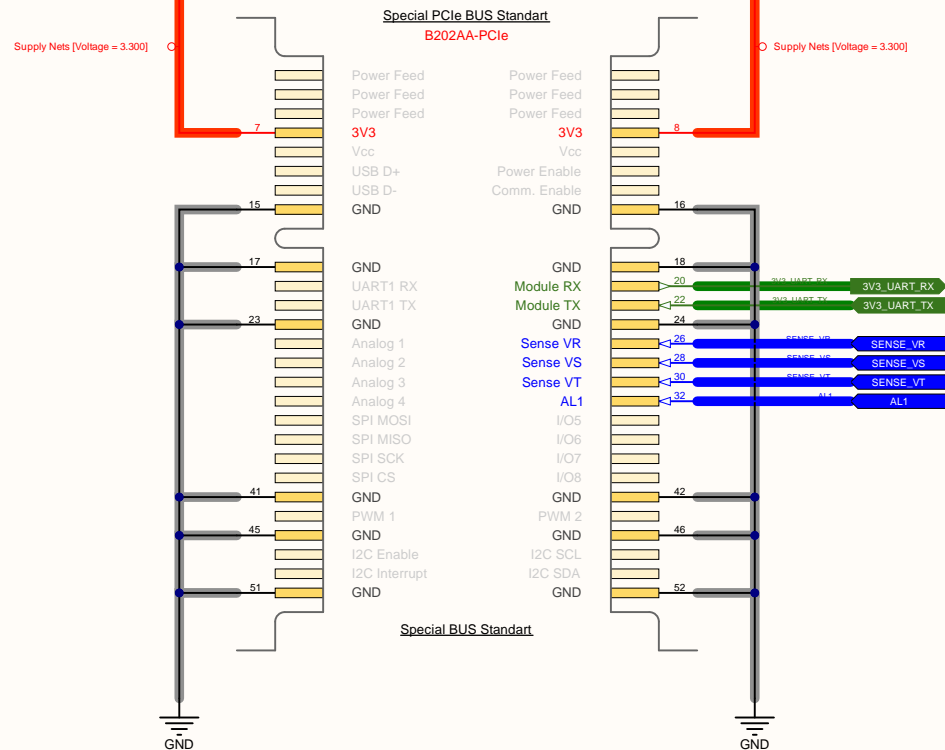 Special PCIe BUS Standart
B202AA-PCIe
Supply Nets [Voltage = 3.300] Supply Nets [Voltage = 3.300]
Power Feed Power Feed
Power Feed Power Feed
Power Feed Power Feed
7 3V3 3V3 8
Vcc Vcc
USB D+ Power Enable
USB D- Comm. Enable
15 GND GND 16
17 GND GND 18
UART1 RX Module RX 20 3V3_UART_RX 3V3_UART_RX
UART1 TX Module TX 22 3V3_UART_TX 3V3_UART_TX
23 GND GND 24
Analog 1 Sense VR 26 SENSE_VR SENSE_VR
Analog 2 Sense VS 28 SENSE_VS SENSE_VS
Analog 3 Sense VT 30 SENSE_VT SENSE_VT
Analog 4 AL1 32 AL1 AL1
SPI MOSI I/O5
SPI MISO I/O6
SPI SCK I/O7
SPI CS I/O8
41 GND GND 42
PWM 1 PWM 2
45 GND GND 46
I2C Enable I2C SCL
I2C Interrupt I2C SDA
51 GND GND 52
Special BUS Standart
GND GND